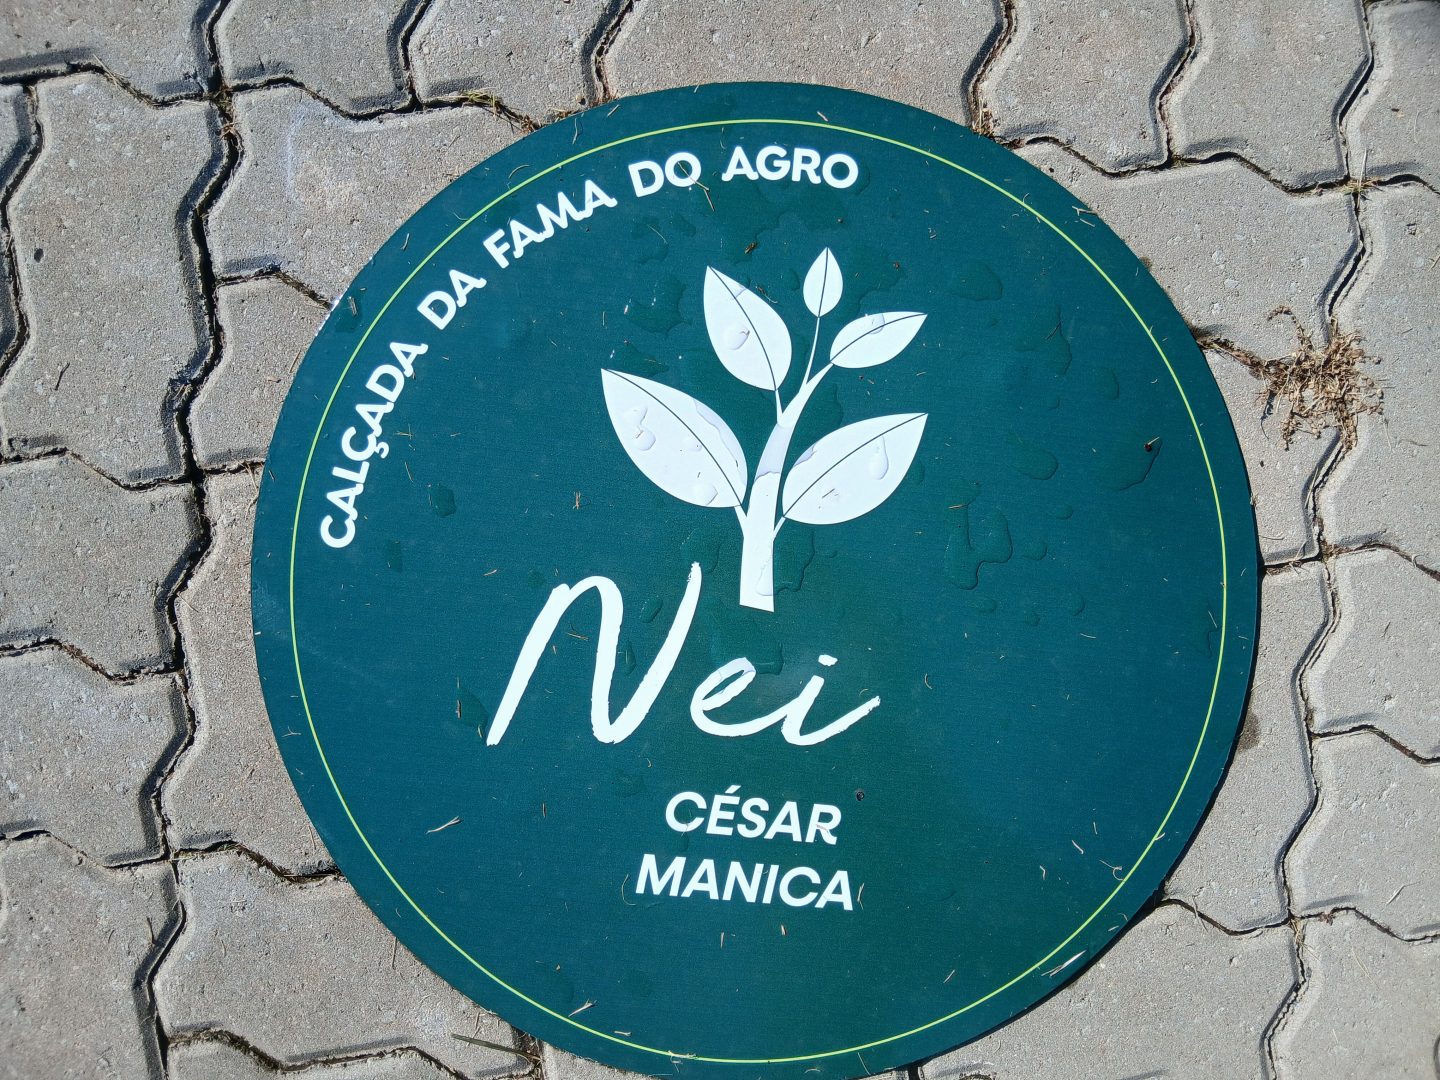 CALÇADA DA FAMA DO AGRO
Nei
CÉSAR
MANICA